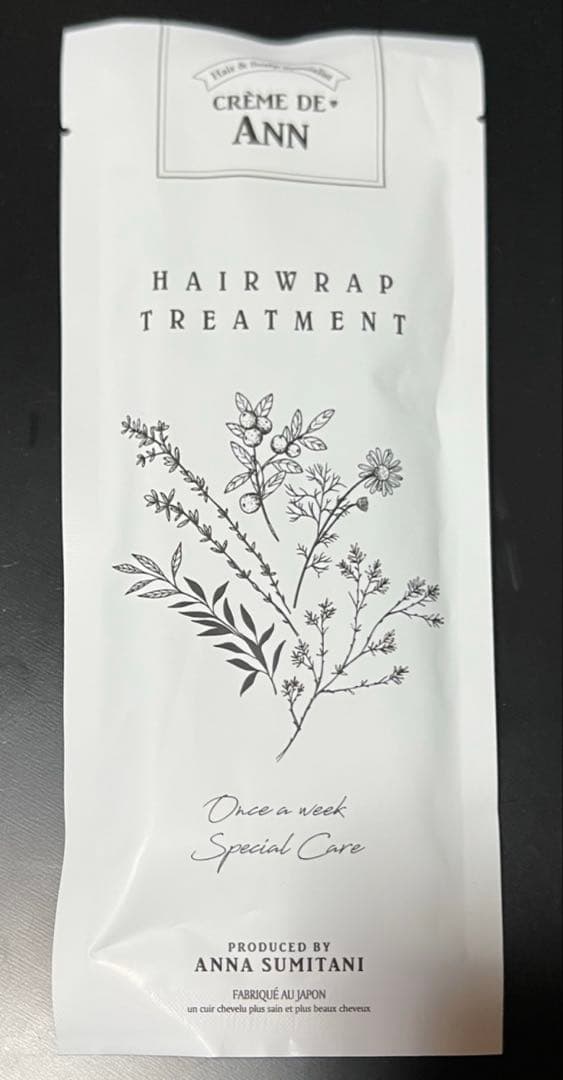 Hair &
CRÈME DE♥
ANN
HAIRWRAP
TREATMENT
Once a week
Special Care
PRODUCED BY
ANNA SUMITANI
FABRIQUÉ AU JAPON
un cuir chevelu plus sain et plus beaux cheveux